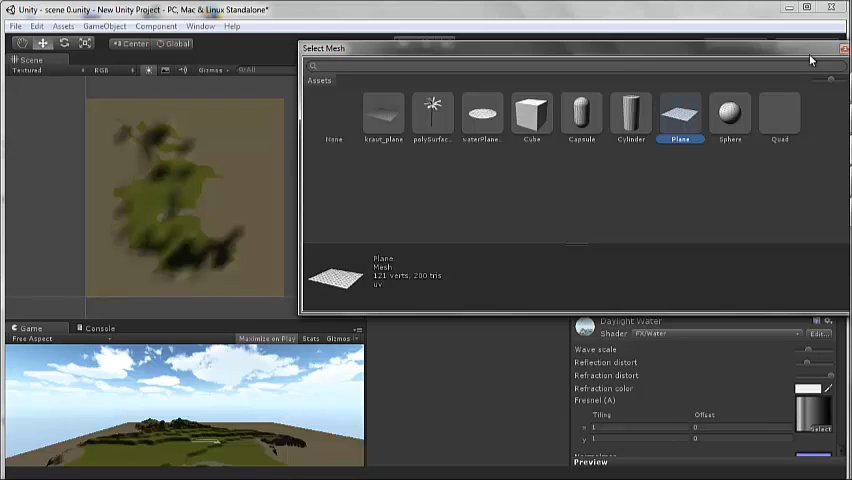 Unity - scene 0.unity - New Unity Project - PC, Mac & Linux Standalone*
File Edit Assets GameObject Component Window Help
Center Global
Scene
Textured RGB Gizmos All
Select Mesh
Assets
None kraut_plane polySurfac... waterPlane... Cube Capsule Cylinder Plane Sphere Quad
Plane
Mesh
121 verts, 200 tris
uv
Game Console
Free Aspect Maximize on Play Stats Gizmos
Daylight Water
Shader FX/Water Edit...
Wave scale
Reflection distort
Refraction distort
Refraction color
Fresnel (A)
Tiling Offset
x 1 0
y 1 0
Select
Preview